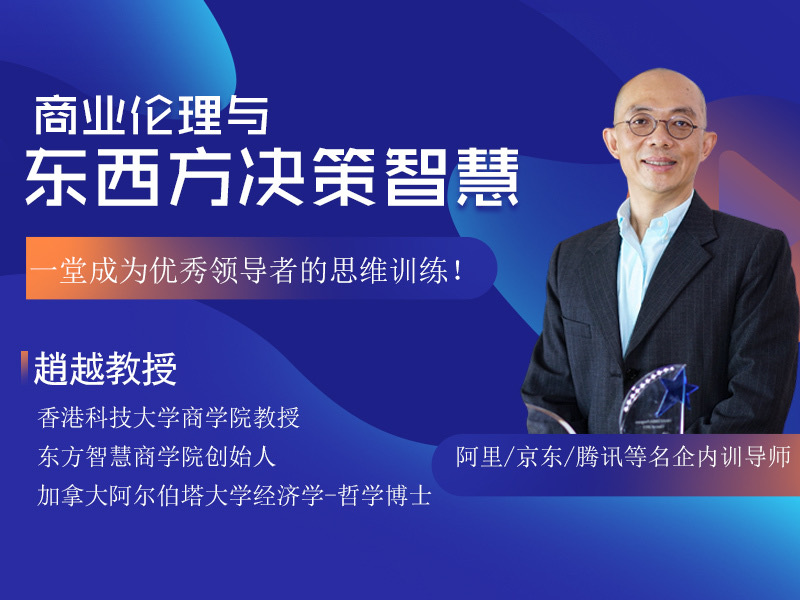 商业伦理与
东西方决策智慧
一堂成为优秀领导者的思维训练！
趙越教授
香港科技大学商学院教授
东方智慧商学院创始人
加拿大阿尔伯塔大学经济学-哲学博士
阿里/京东/腾讯等名企内训导师